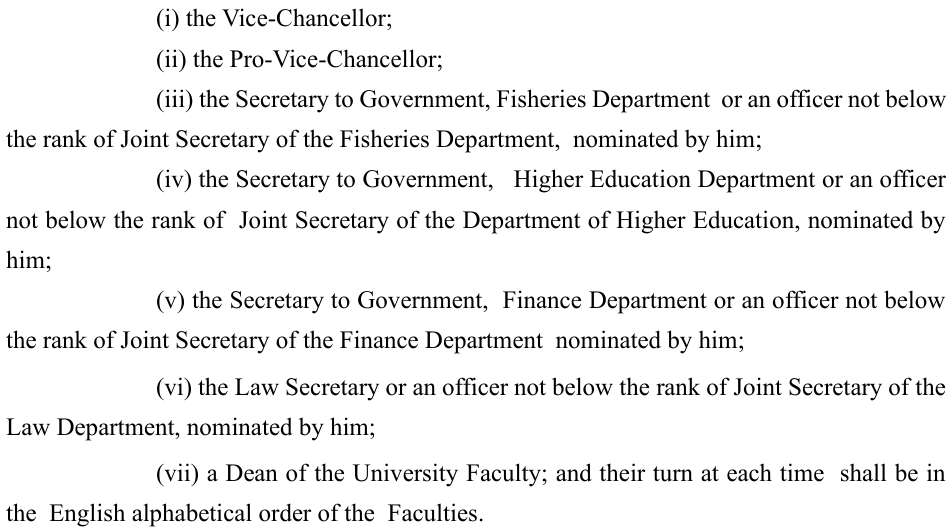 (i) the Vice-Chancellor;
(ii) the Pro-Vice-Chancellor;
(iii) the Secretary to Government, Fisheries Department or an officer not below
the rank of Joint Secretary of the Fisheries Department, nominated by him;
(iv) the Secretary to Government, Higher Education Department or an officer
not below the rank of Joint Secretary of the Department of Higher Education, nominated by
him;
(v) the Secretary to Government, Finance Department or an officer not below
the rank of Joint Secretary of the Finance Department nominated by him;
(vi) the Law Secretary or an officer not below the rank of Joint Secretary of the
Law Department, nominated by him;
(vii) a Dean of the University Faculty; and their turn at each time shall be in
the English alphabetical order of the Faculties.